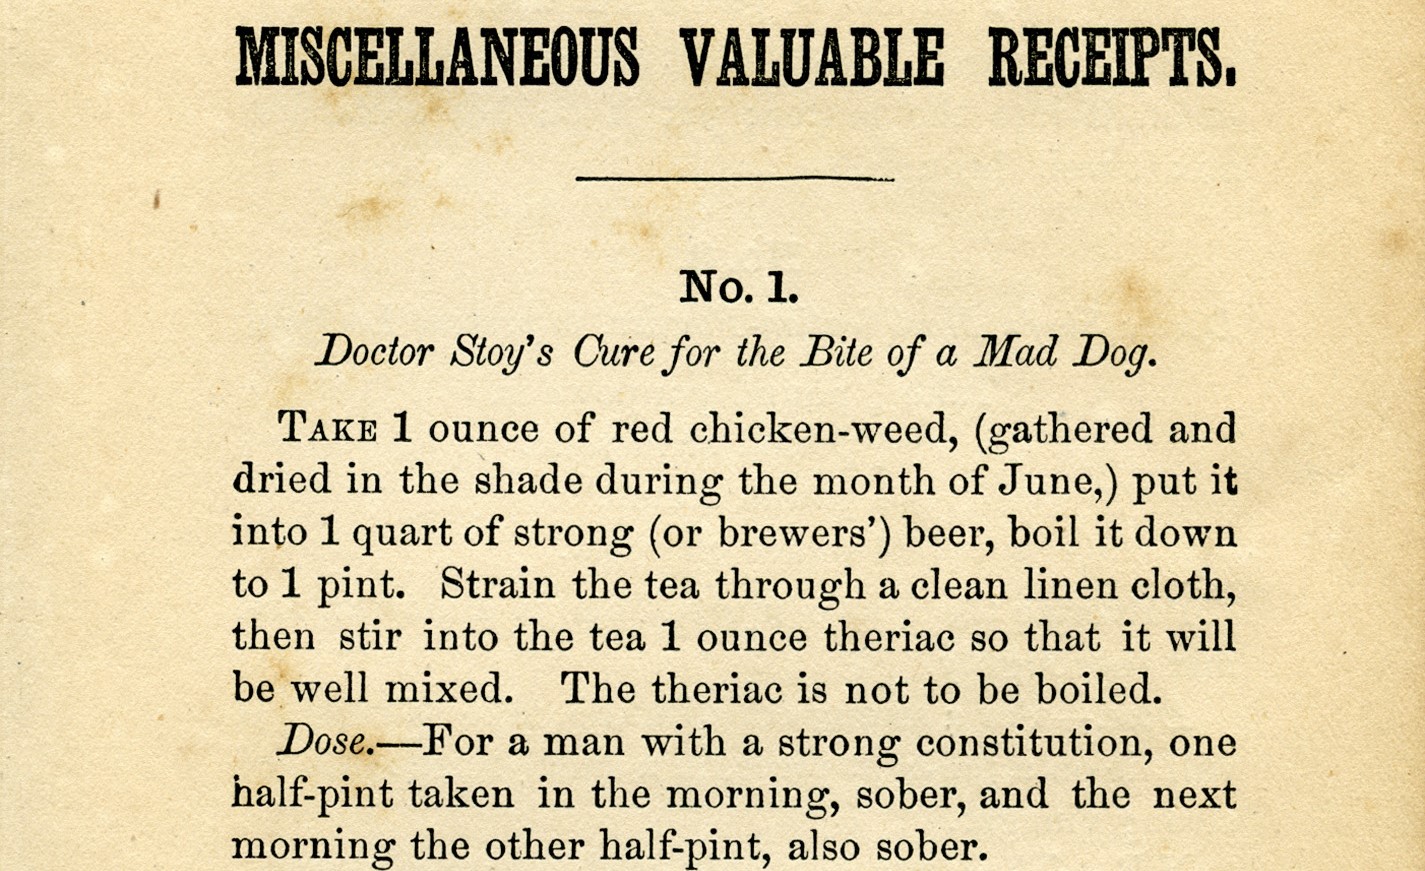 MISCELLANEOUS VALUABLE RECEIPTS.
No. 1.
Doctor Stoy's Cure for the Bite of a Mad Dog.
TAKE 1 ounce of red chicken-weed, (gathered and
dried in the shade during the month of June,) put it
into 1 quart of strong (or brewers') beer, boil it down
to 1 pint. Strain the tea through a clean linen cloth,
then stir into the tea 1 ounce theriac so that it will
be well mixed. The theriac is not to be boiled.
Dose.—For a man with a strong constitution, one
half-pint taken in the morning, sober, and the next
morning the other half-pint, also sober.